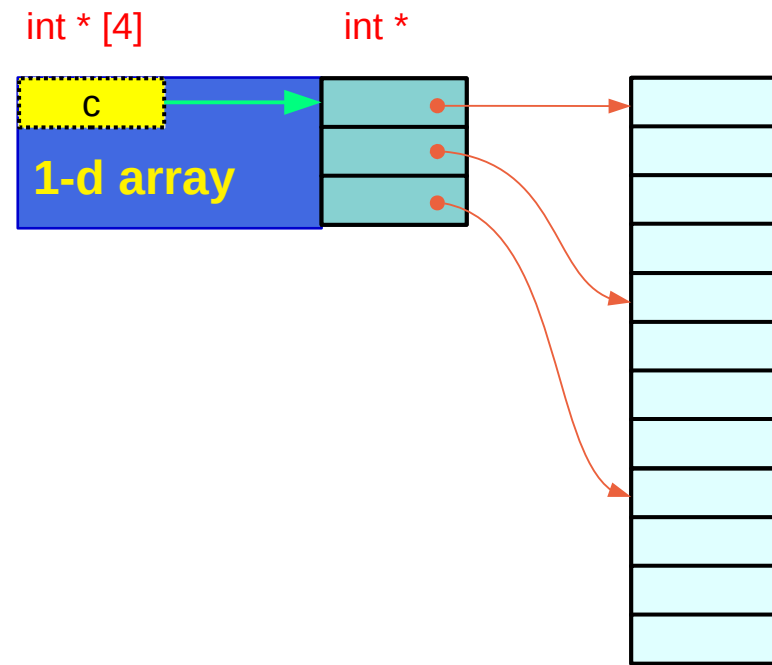 int * [4]
int *
c
1-d array